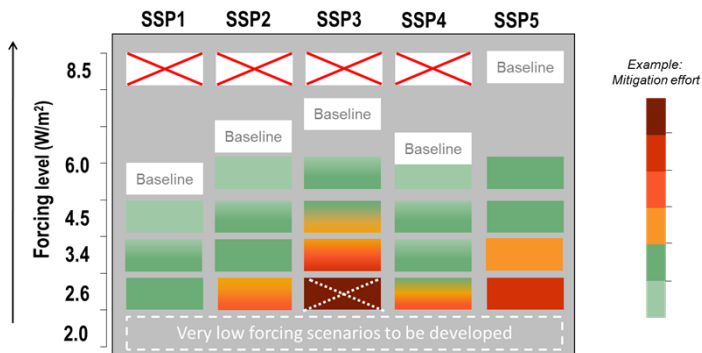 SSP1 SSP2 SSP3 SSP4 SSP5
Example:
Mitigation effort
Forcing level (W/m²)
8.5
Baseline
Baseline
Baseline
Baseline
6.0
Baseline
4.5
3.4
2.6
2.0
Very low forcing scenarios to be developed